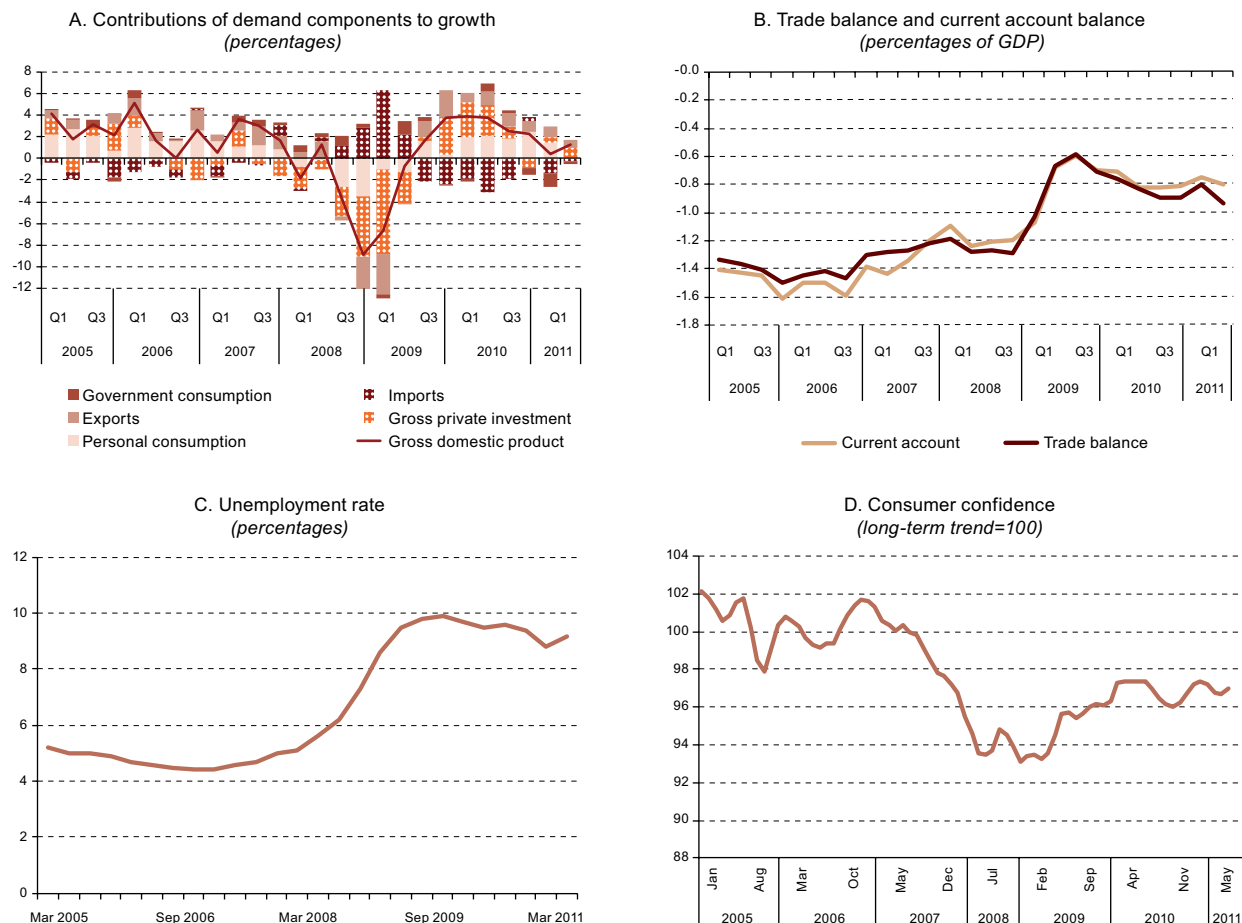 A. Contributions of demand components to growth
(percentages)
8
6
4
2
0
-2
-4
-6
-8
-10
-12
Q1 Q3 Q1 Q3 Q1 Q3 Q1 Q3 Q1 Q3 Q1 Q3 Q1
2005 2006 2007 2008 2009 2010 2011
Government consumption
Imports
Exports
Gross private investment
Personal consumption
Gross domestic product
B. Trade balance and current account balance
(percentages of GDP)
-0.0
-0.2
-0.4
-0.6
-0.8
-1.0
-1.2
-1.4
-1.6
-1.8
Q1 Q3 Q1 Q3 Q1 Q3 Q1 Q3 Q1 Q3 Q1 Q3 Q1
2005 2006 2007 2008 2009 2010 2011
Current account
Trade balance
C. Unemployment rate
(percentages)
12
10
8
6
4
2
0
Mar 2005 Sep 2006 Mar 2008 Sep 2009 Mar 2011
D. Consumer confidence
(long-term trend=100)
104
102
100
98
96
94
92
90
88
Jan Aug Mar Oct May Dec Jul Feb Sep Apr Nov May
2005 2006 2007 2008 2009 2010 2011